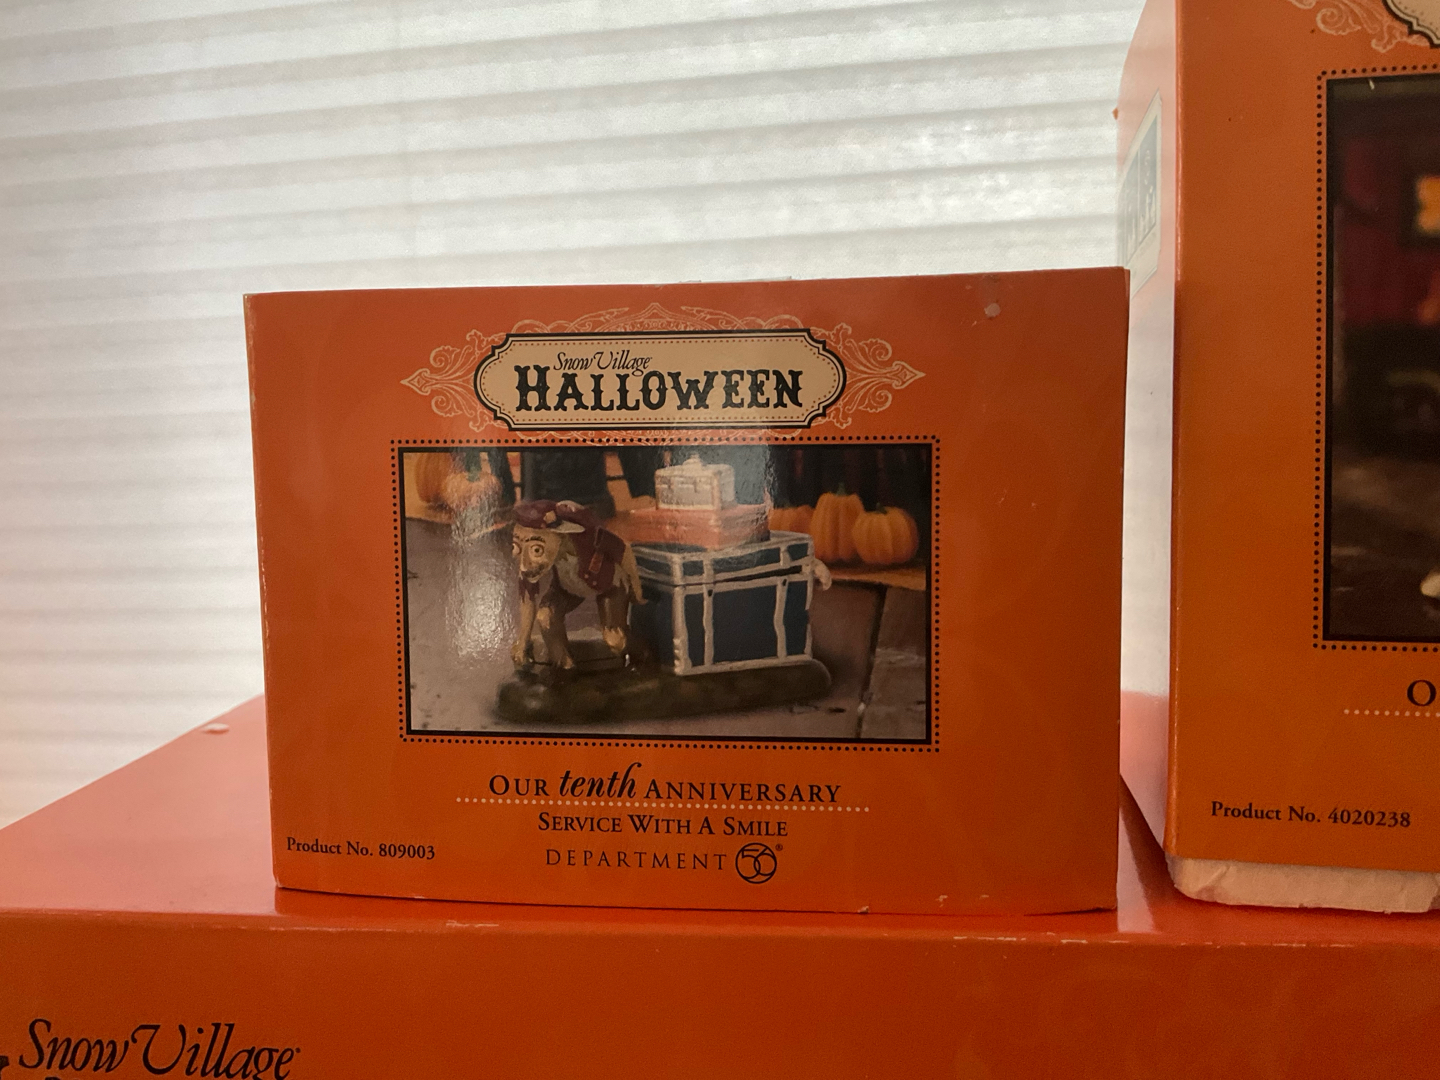 Snow Village
HALLOWEEN
OUR tenth ANNIVERSARY
SERVICE WITH A SMILE
Product No. 809003
DEPARTMENT 56®
Product No. 4020238
Snow Village